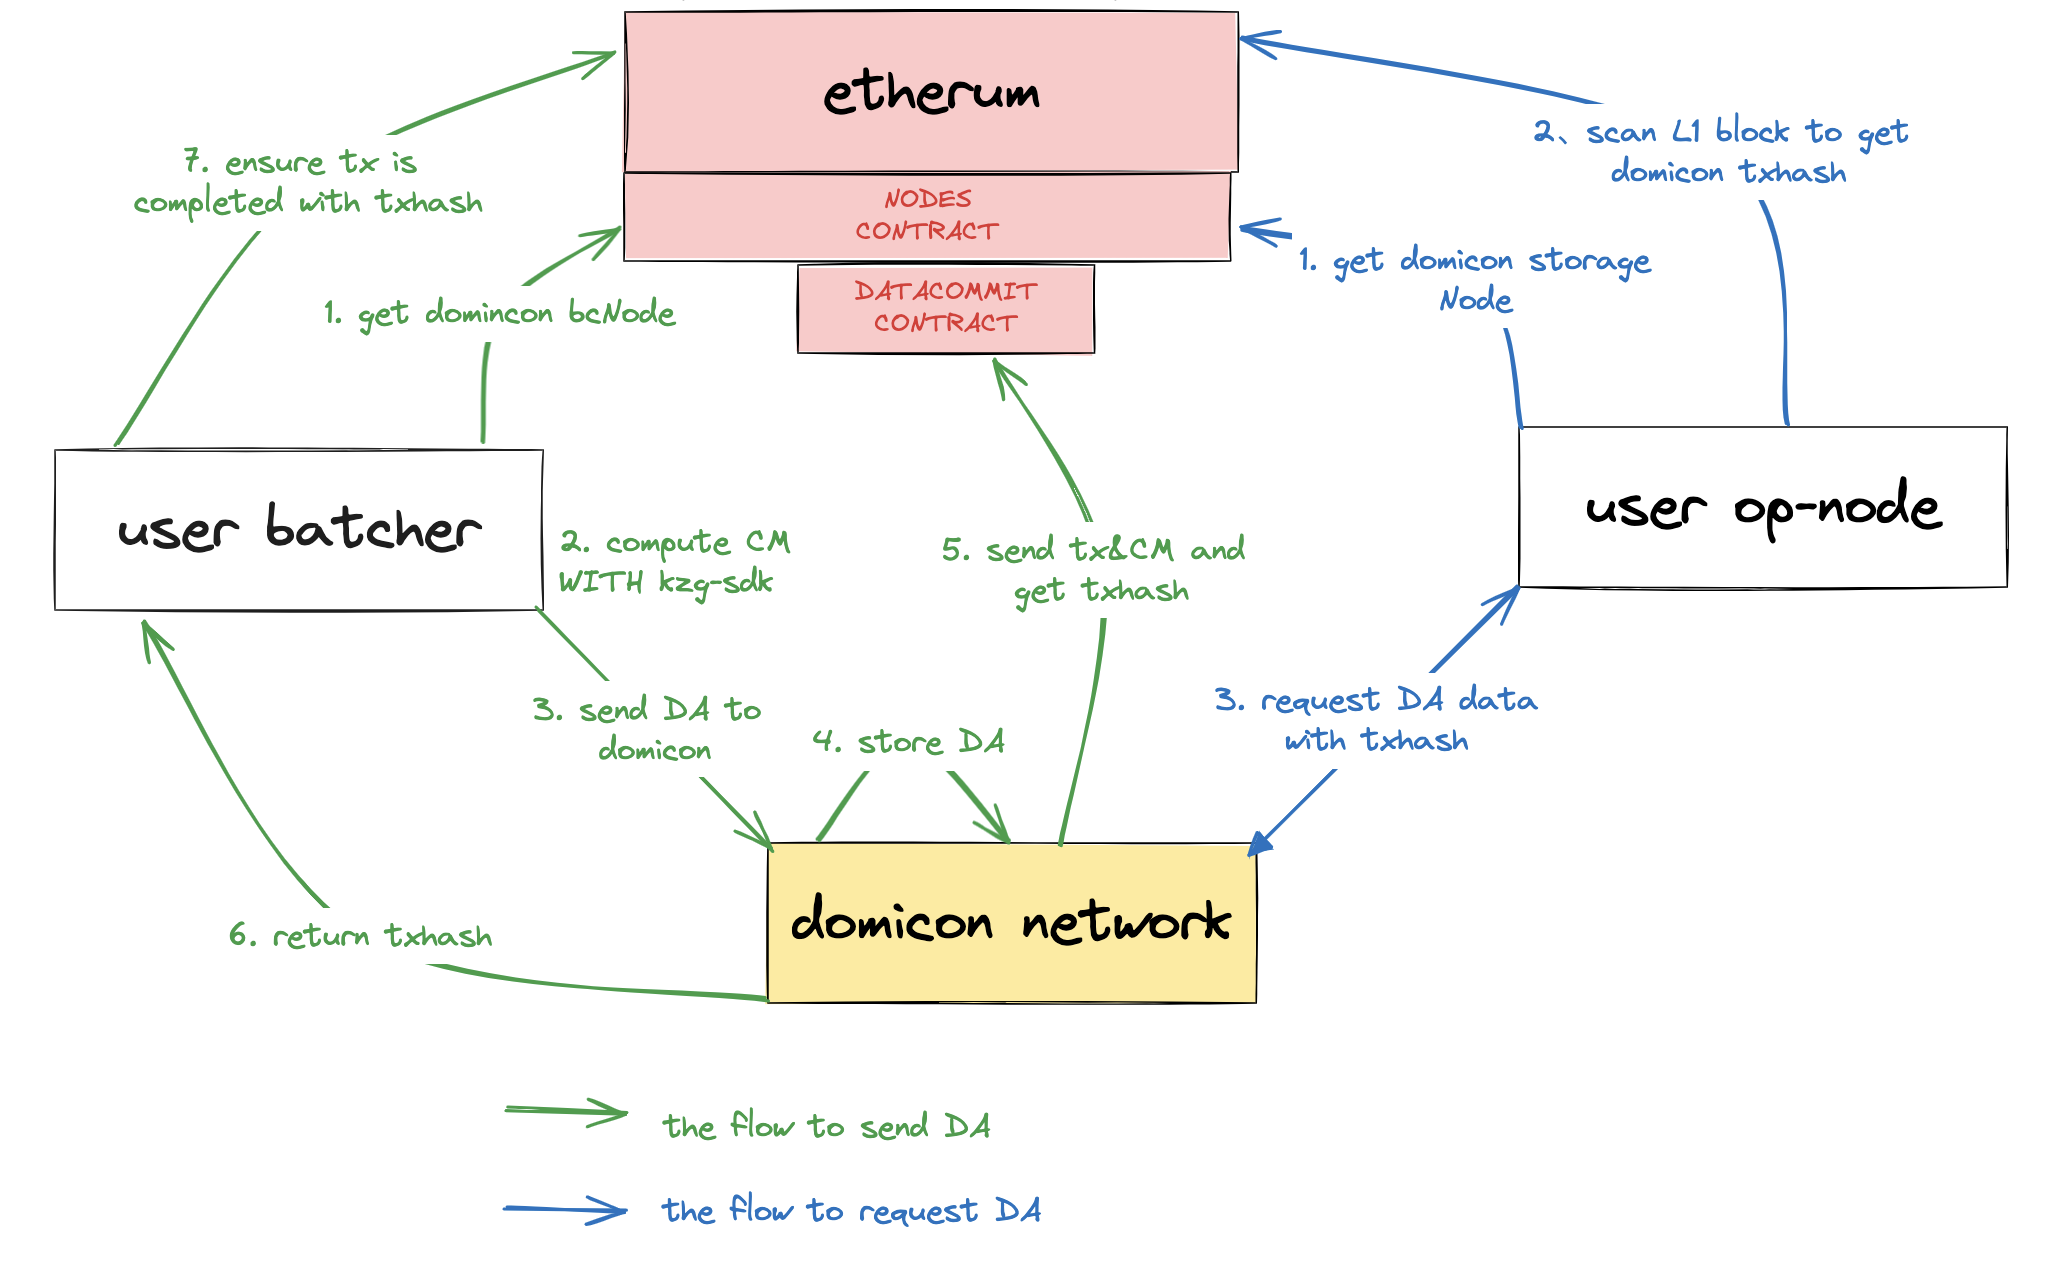 etherum
NODES
CONTRACT
DATACOMMIT
CONTRACT
7. ensure tx is
completed with txhash
1. get domincon bcNode
2、scan L1 block to get
domicon txhash
1. get domicon storage
Node
user batcher
user op-node
2. compute CM
WITH kzg-sdk
5. send tx&CM and
get txhash
3. send DA to
domicon
4. store DA
3. request DA data
with txhash
domicon network
6. return txhash
the flow to send DA
the flow to request DA